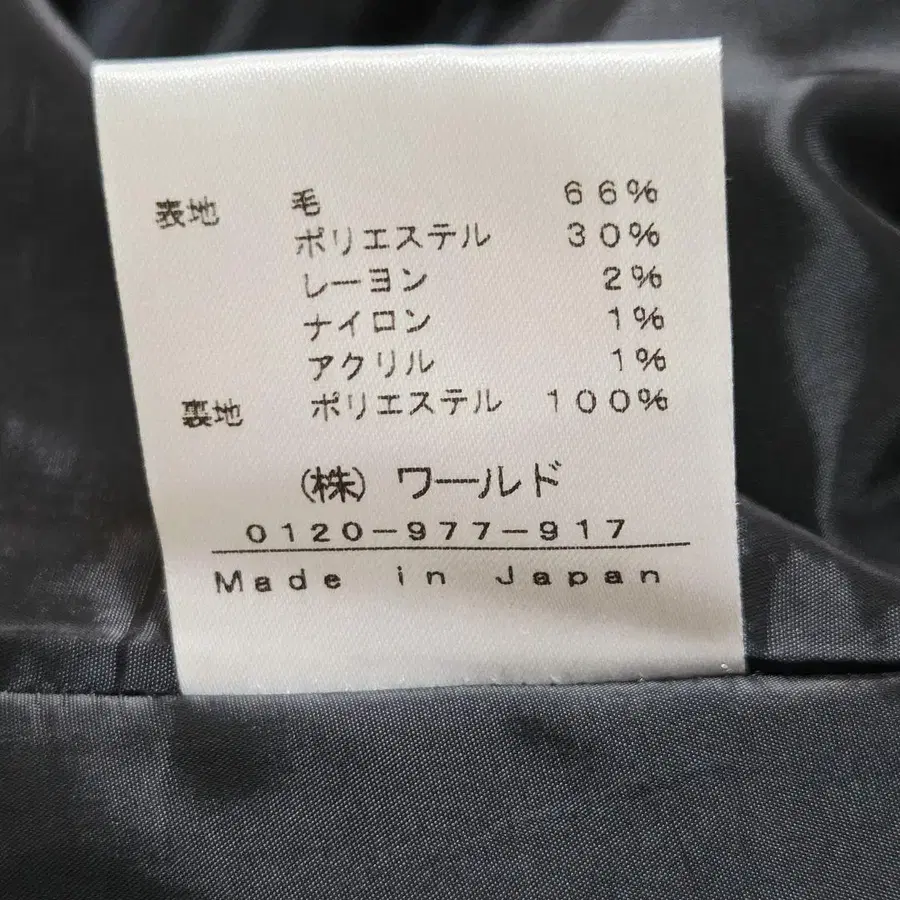 表地 毛 66%
ポリエステル 30%
レーヨン 2%
ナイロン 1%
アクリル 1%
裏地 ポリエステル 100%
(株) ワールド
0120-977-917
Made in Japan